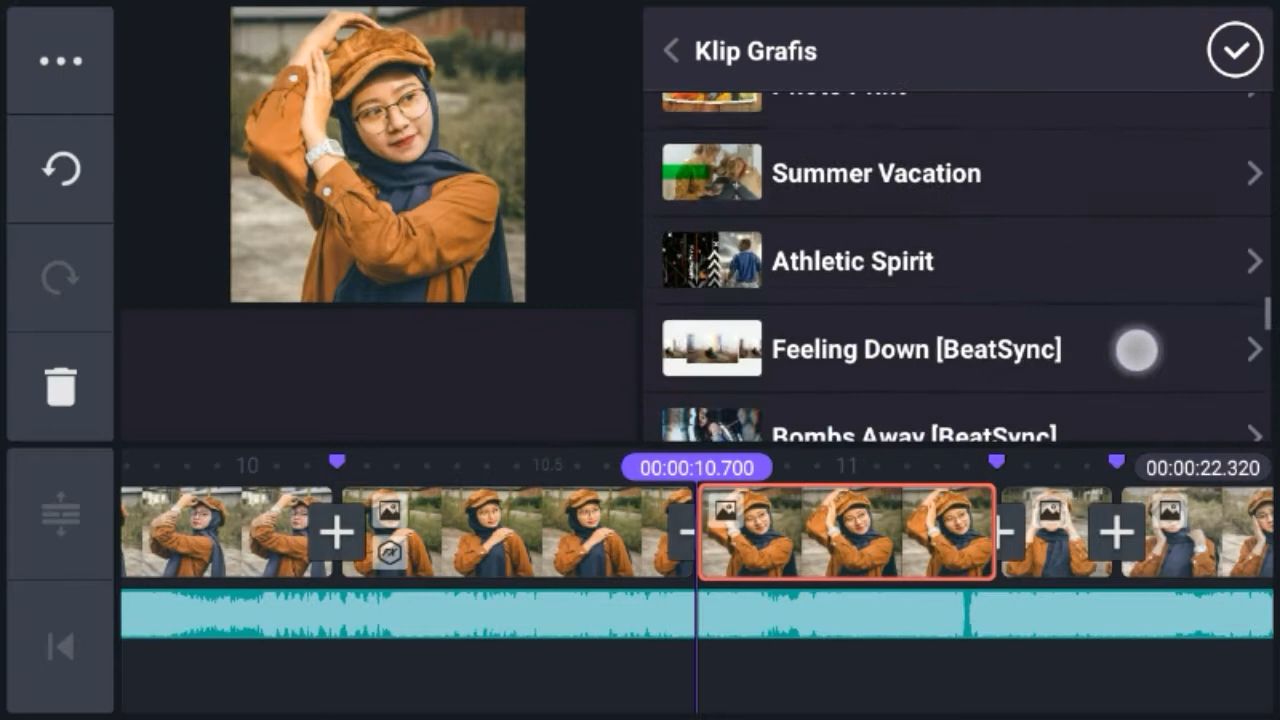 Klip Grafis
Summer Vacation
Athletic Spirit
Feeling Down [BeatSync]
Bombs Away [BeatSync]
10
10.5
00:00:10.700
11
00:00:22.320